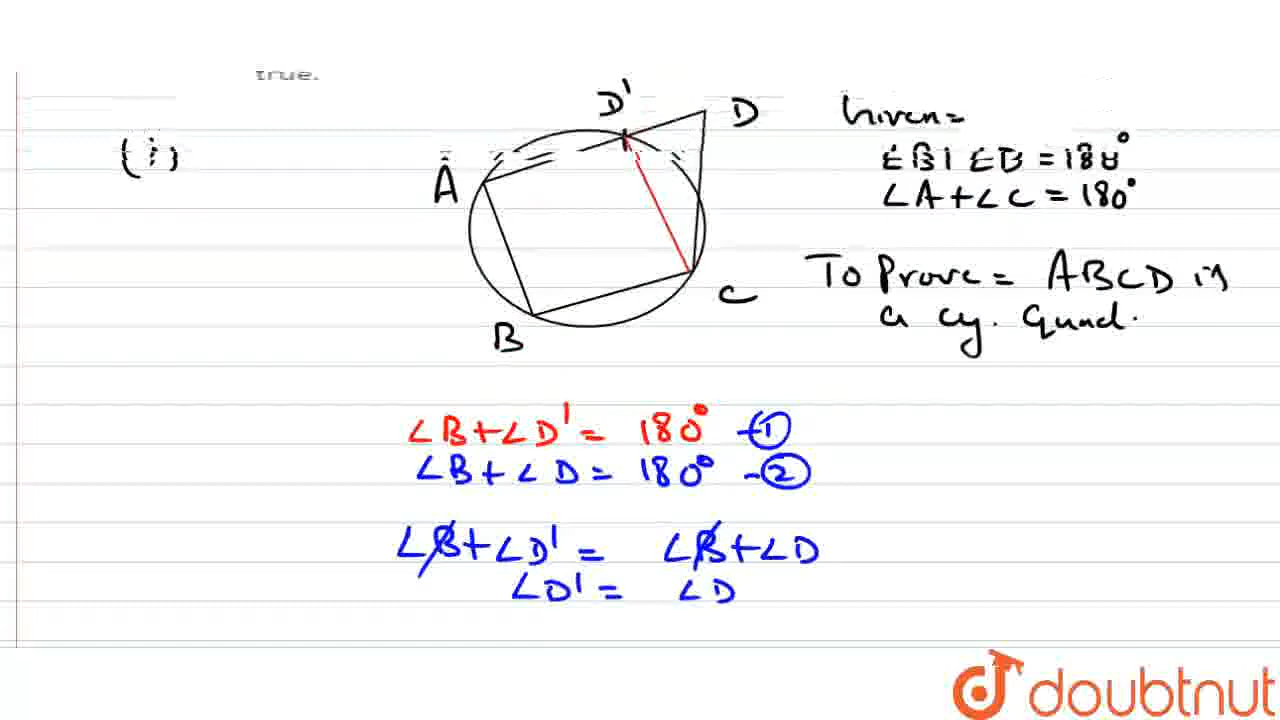 true.
(i)
D'
D
A
B
C
Given =
∠B + ∠D = 180°
∠A + ∠C = 180°
To Prove = ABCD is
a cy. Quad.
∠B + ∠D' = 180° -①
∠B + ∠D = 180° -②
∠B + ∠D' = ∠B + ∠D
∠D' = ∠D
doubtnut